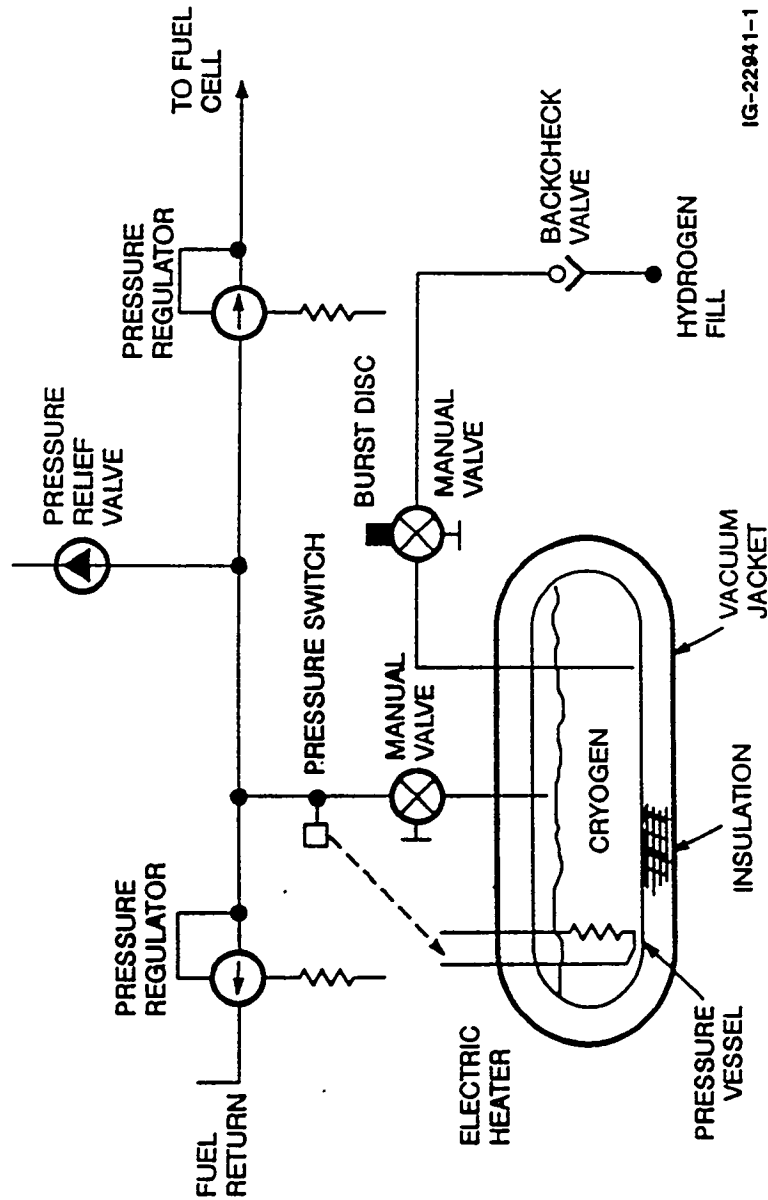 PRESSURE
RELIEF
VALVE
PRESSURE
REGULATOR
PRESSURE
REGULATOR
TO FUEL
CELL
FUEL
RETURN
PRESSURE SWITCH
MANUAL
VALVE
BURST DISC
MANUAL
VALVE
BACKCHECK
VALVE
HYDROGEN
FILL
ELECTRIC
HEATER
CRYOGEN
PRESSURE
VESSEL
INSULATION
VACUUM
JACKET
IG-22941-1